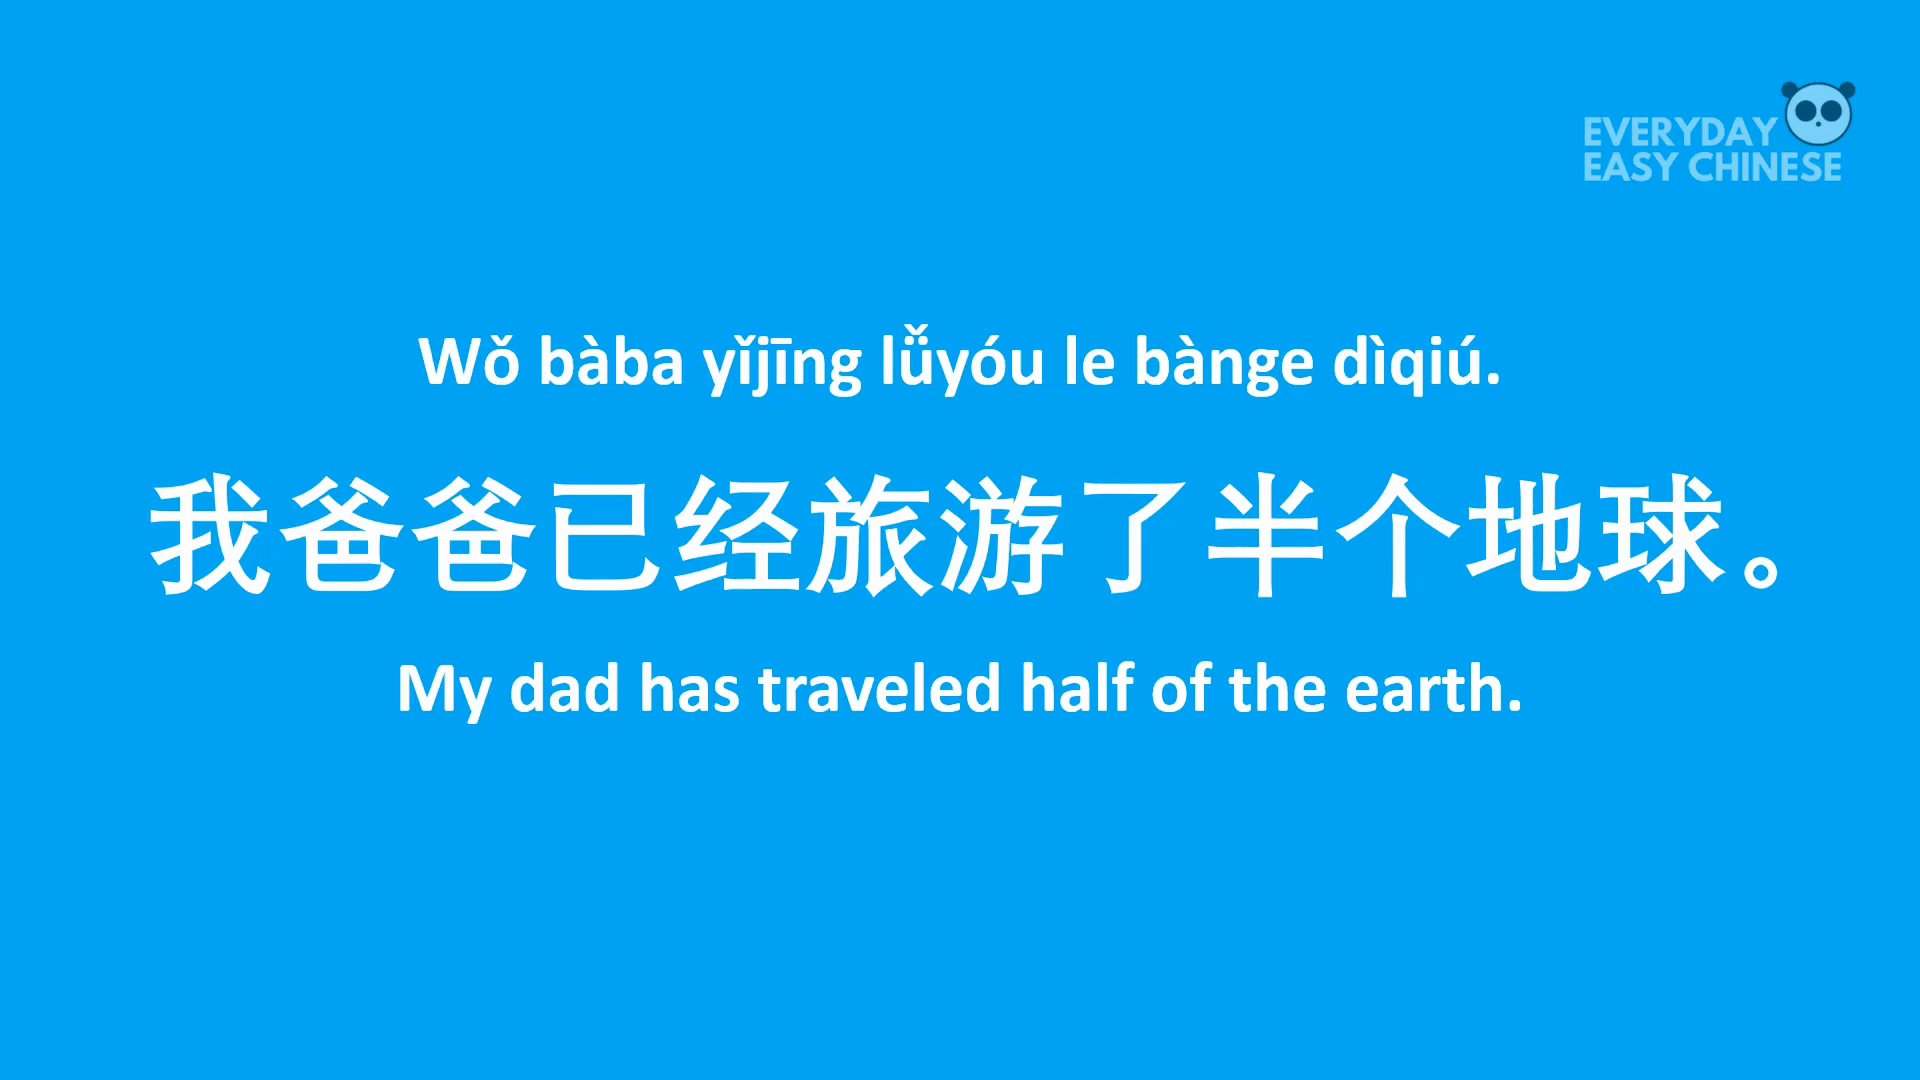 EVERYDAY
EASY CHINESE
Wǒ bàba yǐjīng lǚyóu le bànge dìqiú.
我爸爸已经旅游了半个地球。
My dad has traveled half of the earth.